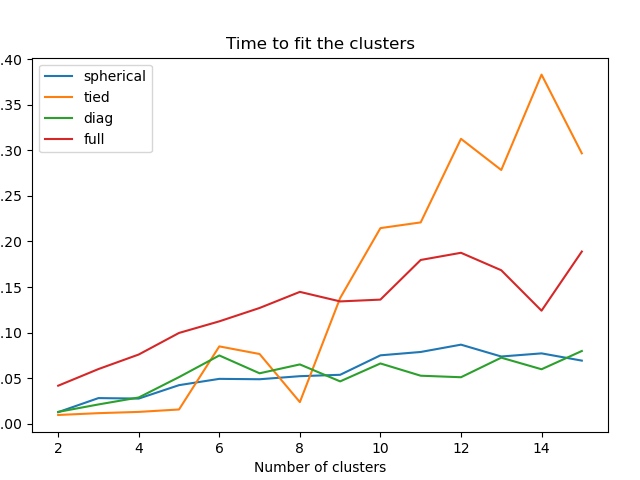 Time to fit the clusters
spherical
tied
diag
full
.40
.35
.30
.25
.20
.15
.10
.05
.00
2 4 6 8 10 12 14
Number of clusters